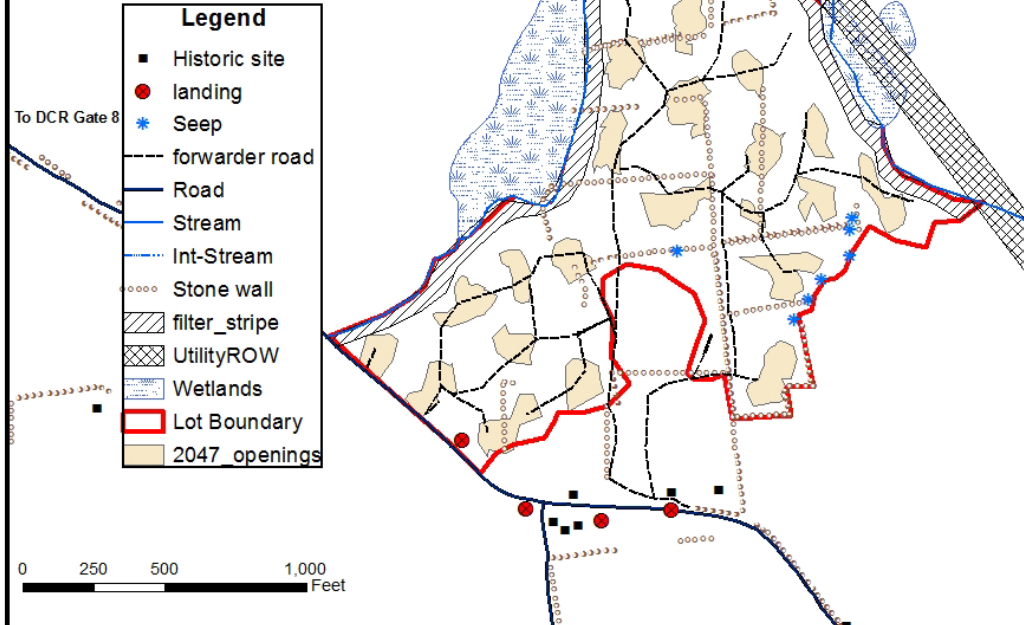 Legend
Historic site
landing
To DCR Gate 8
Seep
forwarder road
Road
Stream
Int-Stream
Stone wall
filter_stripe
UtilityROW
Wetlands
Lot Boundary
2047_openings
0 250 500 1,000
Feet